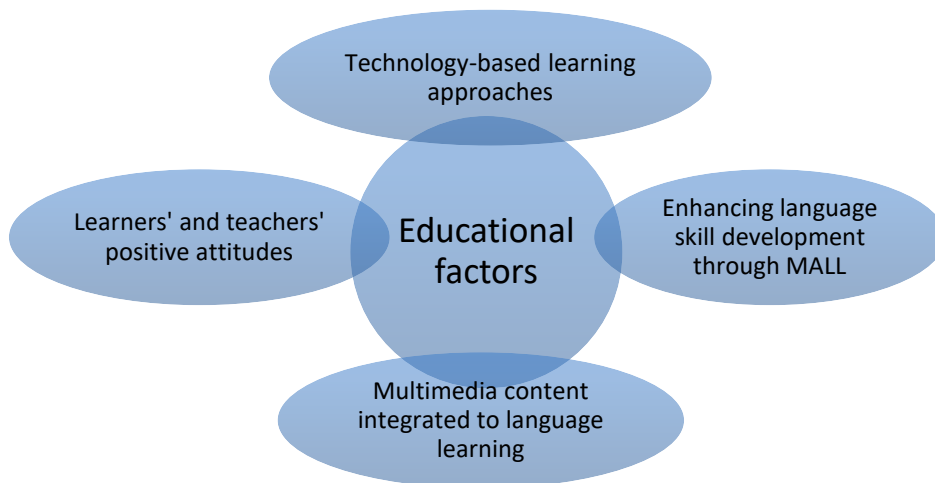 Technology-based learning
approaches
Learners' and teachers'
positive attitudes
Educational
factors
Enhancing language
skill development
through MALL
Multimedia content
integrated to language
learning